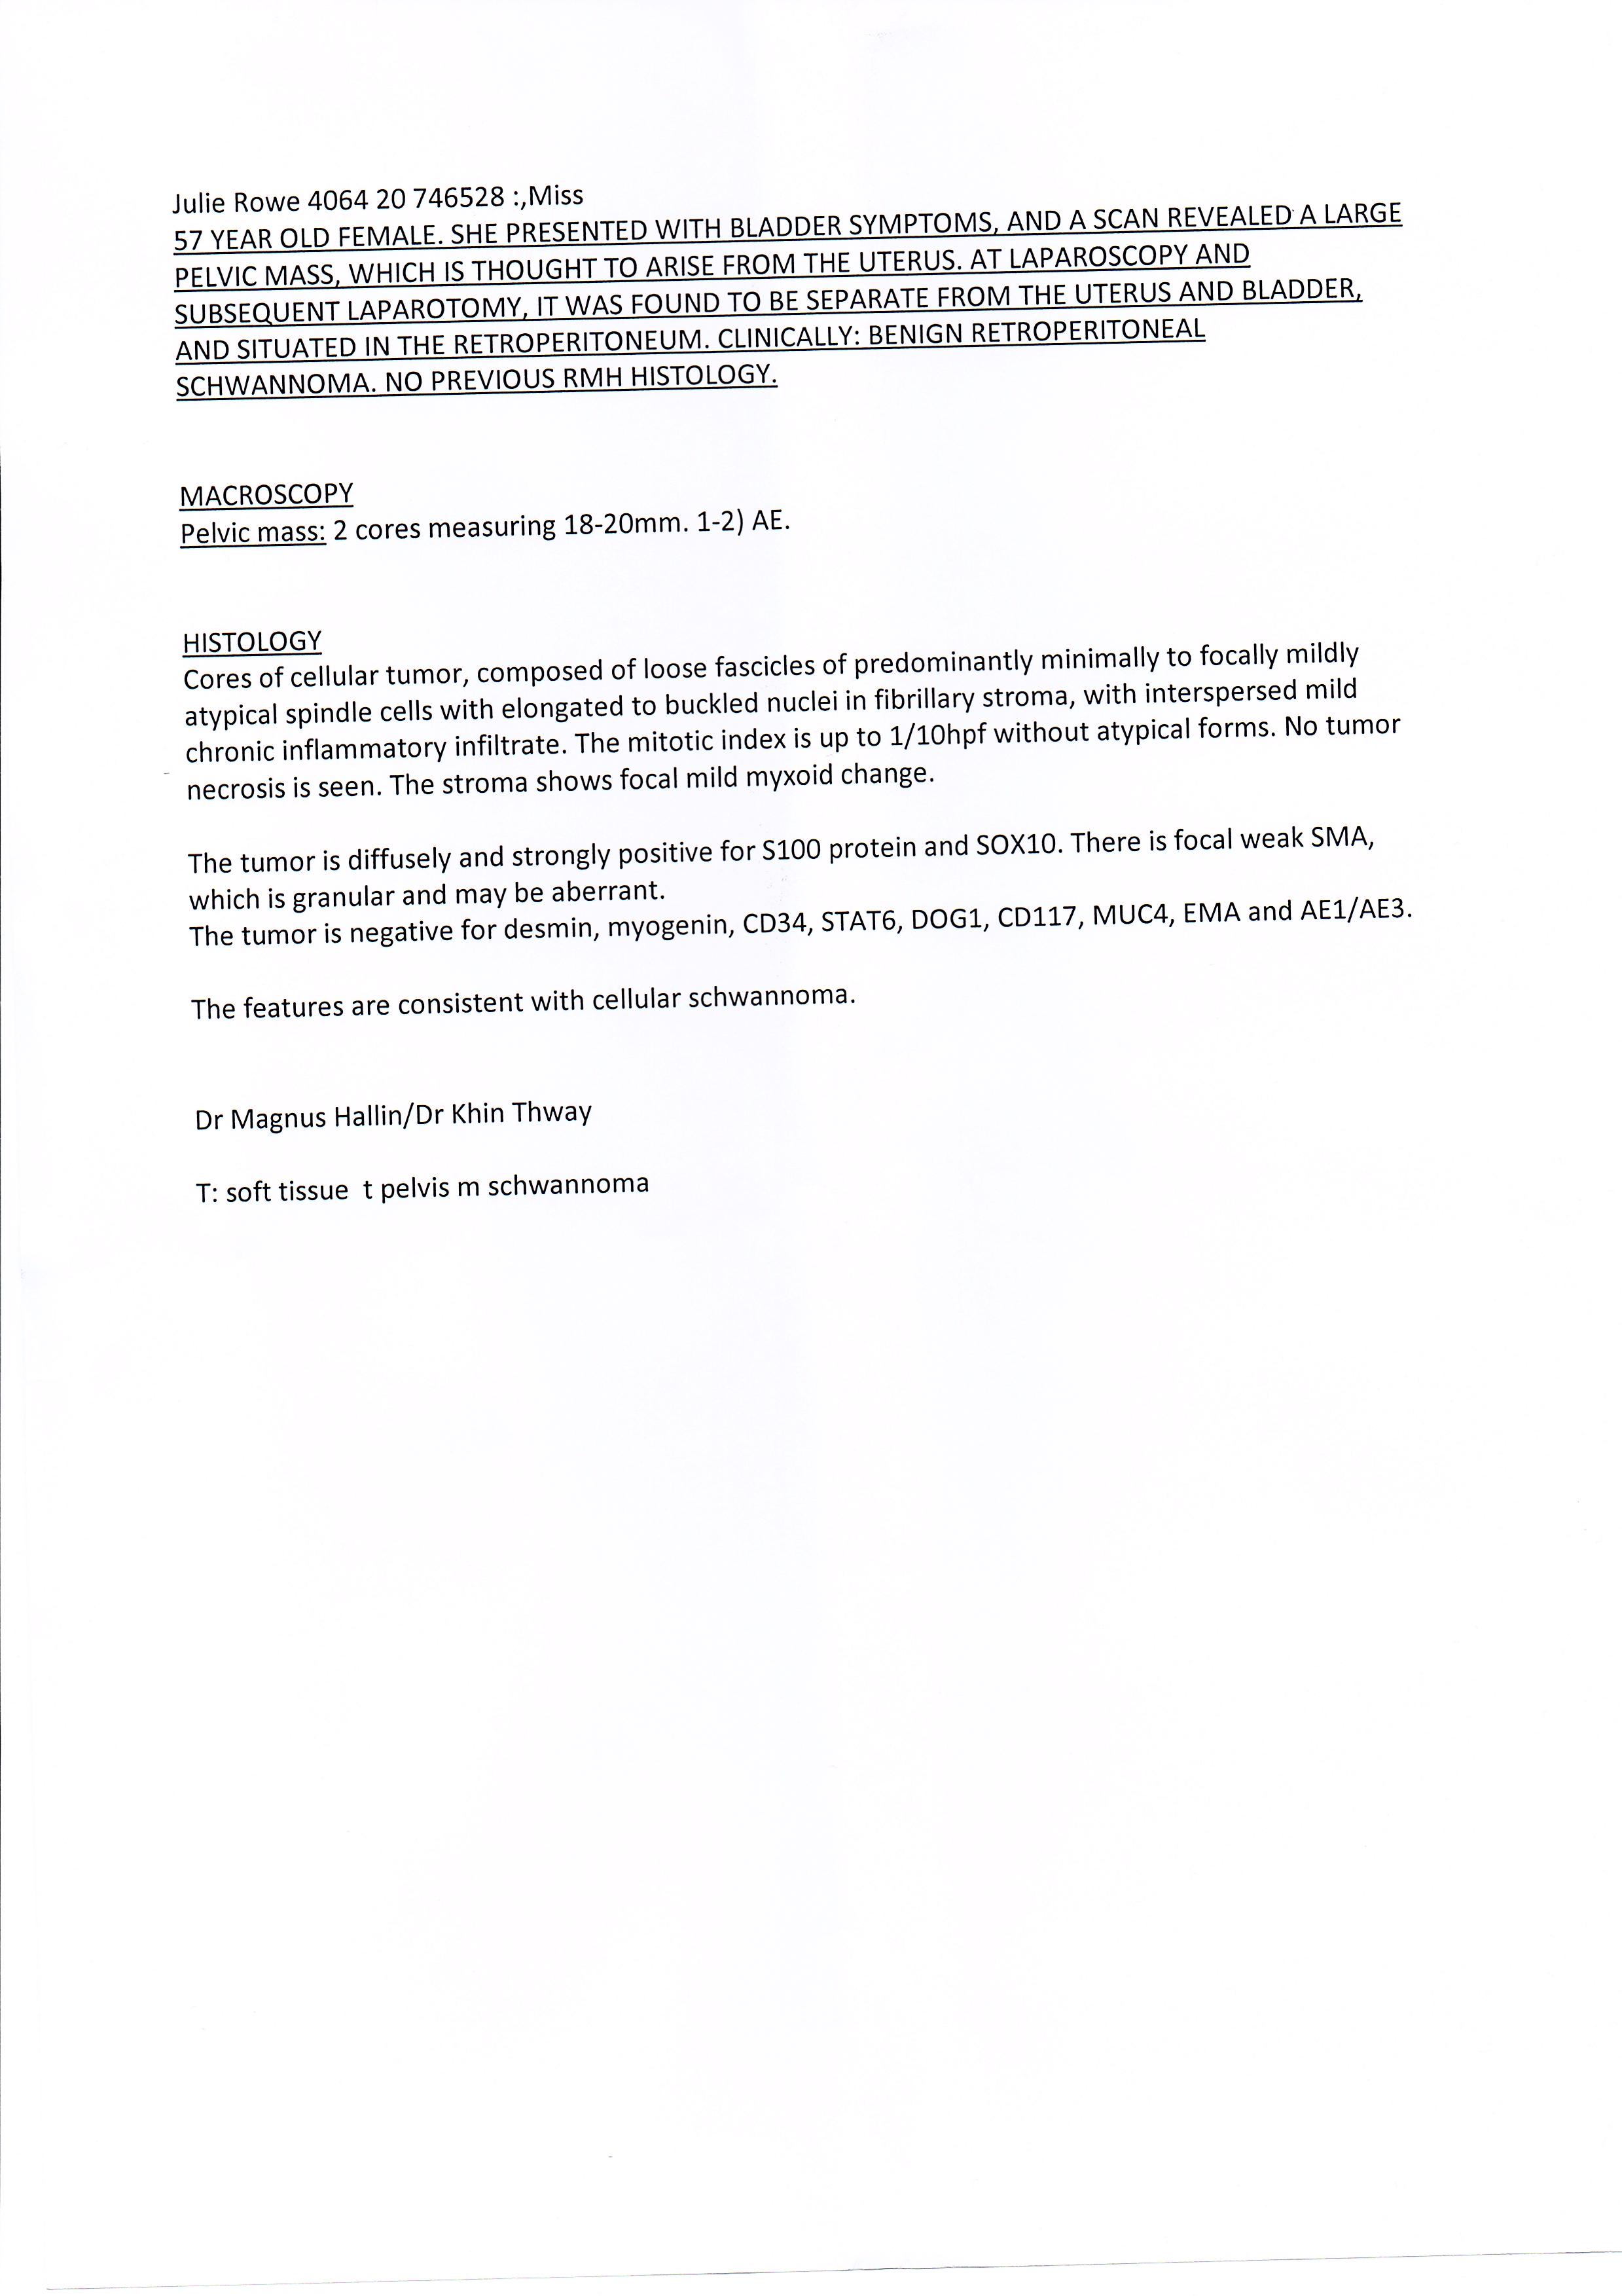 Julie Rowe 4064 20 746528 :,Miss
57 YEAR OLD FEMALE. SHE PRESENTED WITH BLADDER SYMPTOMS, AND A SCAN REVEALED A LARGE
PELVIC MASS, WHICH IS THOUGHT TO ARISE FROM THE UTERUS. AT LAPAROSCOPY AND
SUBSEQUENT LAPAROTOMY, IT WAS FOUND TO BE SEPARATE FROM THE UTERUS AND BLADDER,
AND SITUATED IN THE RETROPERITONEUM. CLINICALLY: BENIGN RETROPERITONEAL
SCHWANNOMA. NO PREVIOUS RMH HISTOLOGY.
MACROSCOPY
Pelvic mass: 2 cores measuring 18-20mm. 1-2) AE.
HISTOLOGY
Cores of cellular tumor, composed of loose fascicles of predominantly minimally to focally mildly
atypical spindle cells with elongated to buckled nuclei in fibrillary stroma, with interspersed mild
chronic inflammatory infiltrate. The mitotic index is up to 1/10hpf without atypical forms. No tumor
necrosis is seen. The stroma shows focal mild myxoid change.
The tumor is diffusely and strongly positive for S100 protein and SOX10. There is focal weak SMA,
which is granular and may be aberrant.
The tumor is negative for desmin, myogenin, CD34, STAT6, DOG1, CD117, MUC4, EMA and AE1/AE3.
The features are consistent with cellular schwannoma.
Dr Magnus Hallin/Dr Khin Thway
T: soft tissue  t pelvis m schwannoma